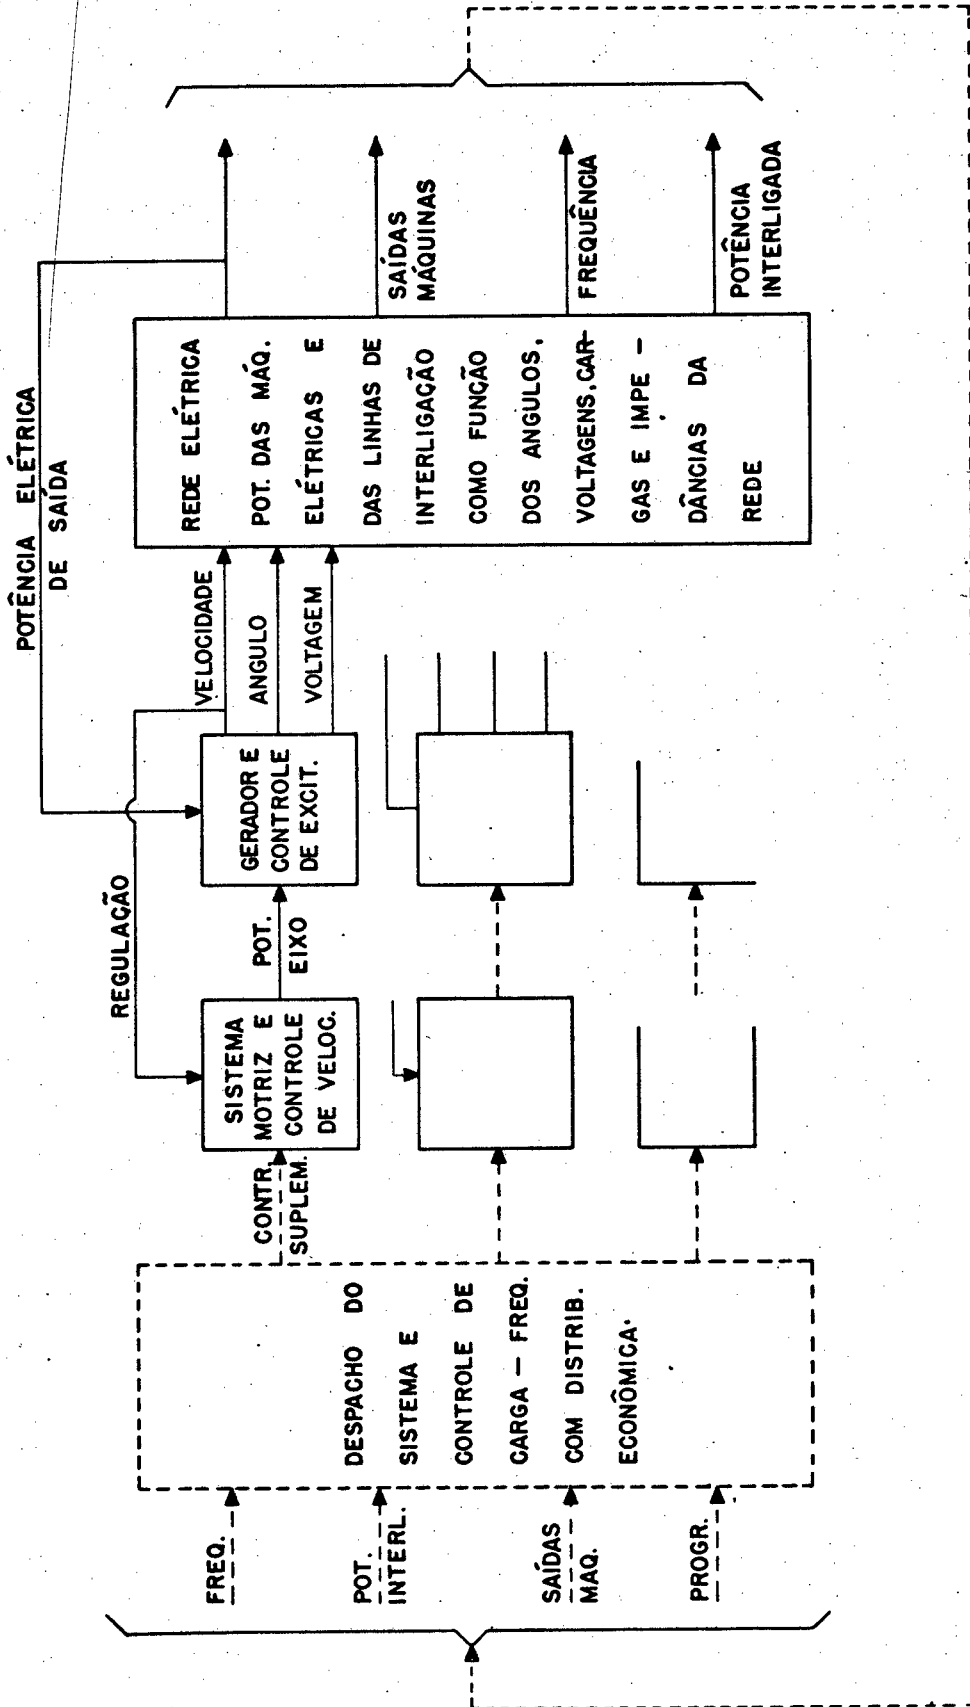 FREQ.
POT.
INTERL.
SAÍDAS
MAQ.
PROGR.
DESPACHO DO
SISTEMA E
CONTROLE DE
CARGA — FREQ.
COM DISTRIB.
ECONÔMICA.
CONTR.
SUPLEM.
SISTEMA
MOTRIZ E
CONTROLE
DE VELOC.
REGULAÇÃO
POT.
EIXO
GERADOR E
CONTROLE
DE EXCIT.
POTÊNCIA ELÉTRICA
DE SAÍDA
VELOCIDADE
ANGULO
VOLTAGEM
REDE ELÉTRICA
POT. DAS MÁQ.
ELÉTRICAS E
DAS LINHAS DE
INTERLIGAÇÃO
COMO FUNÇÃO
DOS ANGULOS,
VOLTAGENS,CAR-
GAS E IMPE -
DÂNCIAS DA
REDE
SAÍDAS
MÁQUINAS
FREQUÊNCIA
POTÊNCIA
INTERLIGADA